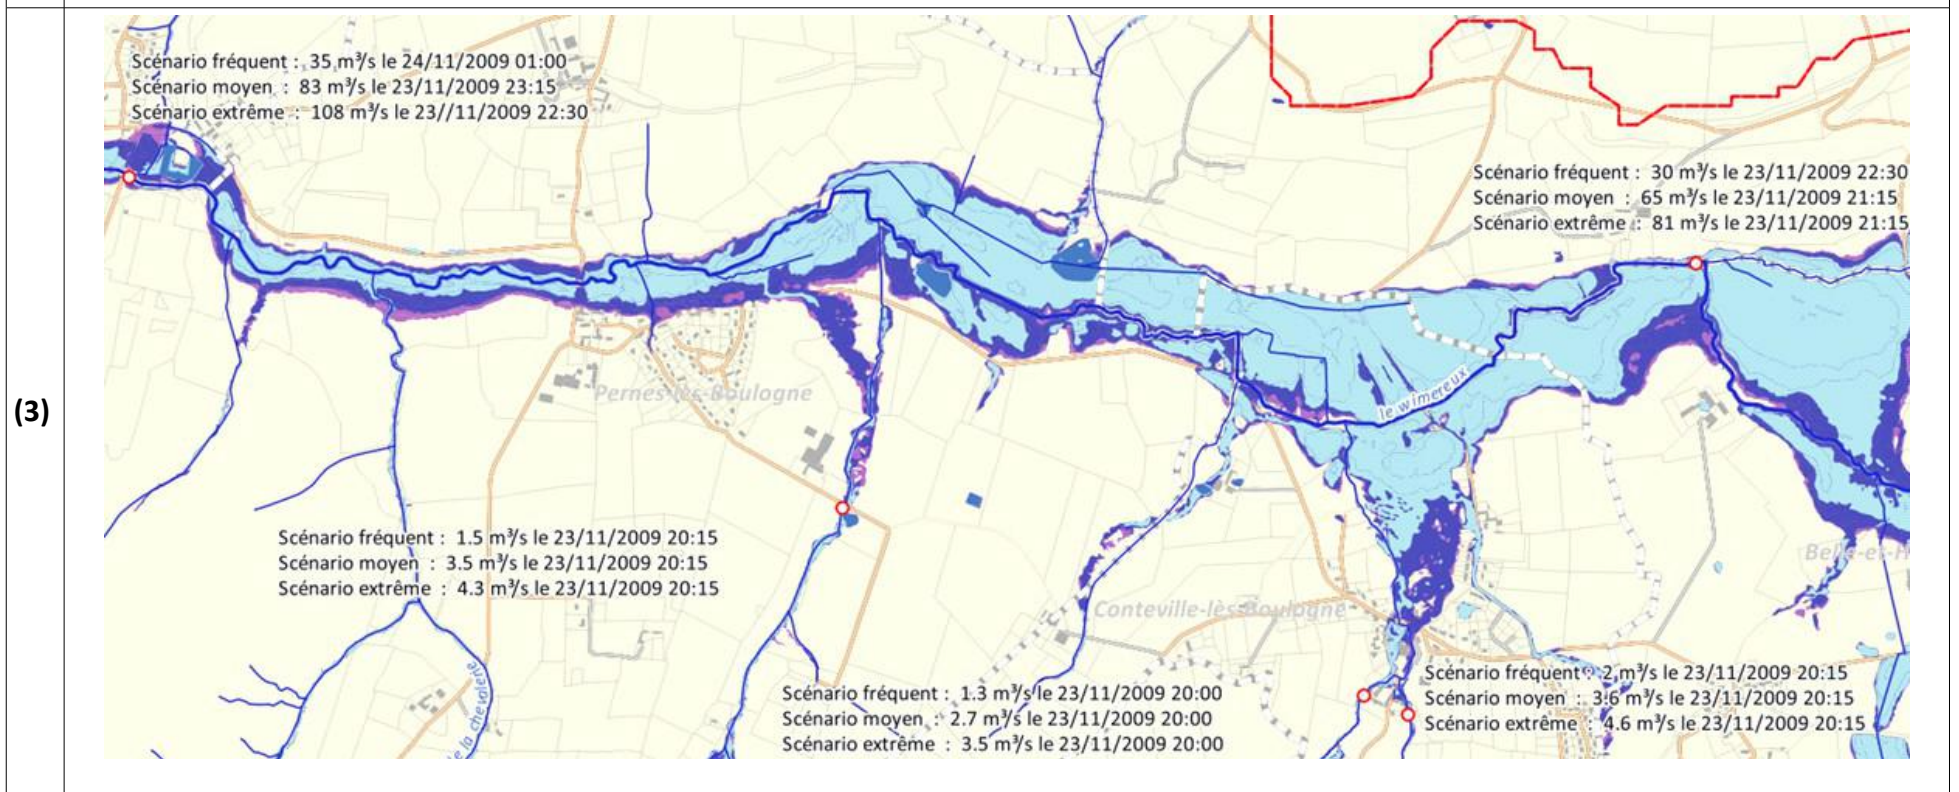 (3)
Scénario fréquent : 35 m³/s le 24/11/2009 01:00
Scénario moyen : 83 m³/s le 23/11/2009 23:15
Scénario extrême : 108 m³/s le 23//11/2009 22:30
Scénario fréquent : 30 m³/s le 23/11/2009 22:30
Scénario moyen : 65 m³/s le 23/11/2009 21:15
Scénario extrême : 81 m³/s le 23/11/2009 21:15
Pernes-lès-Boulogne
le wimereux
Scénario fréquent : 1.5 m³/s le 23/11/2009 20:15
Scénario moyen : 3.5 m³/s le 23/11/2009 20:15
Scénario extrême : 4.3 m³/s le 23/11/2009 20:15
Belle-et-H
Conteville-lès-Boulogne
e la chevalerie
Scénario fréquent : 1.3 m³/s le 23/11/2009 20:00
Scénario moyen : 2.7 m³/s le 23/11/2009 20:00
Scénario extrême : 3.5 m³/s le 23/11/2009 20:00
Scénario fréquent : 2 m³/s le 23/11/2009 20:15
Scénario moyen : 3.6 m³/s le 23/11/2009 20:15
Scénario extrême : 4.6 m³/s le 23/11/2009 20:15